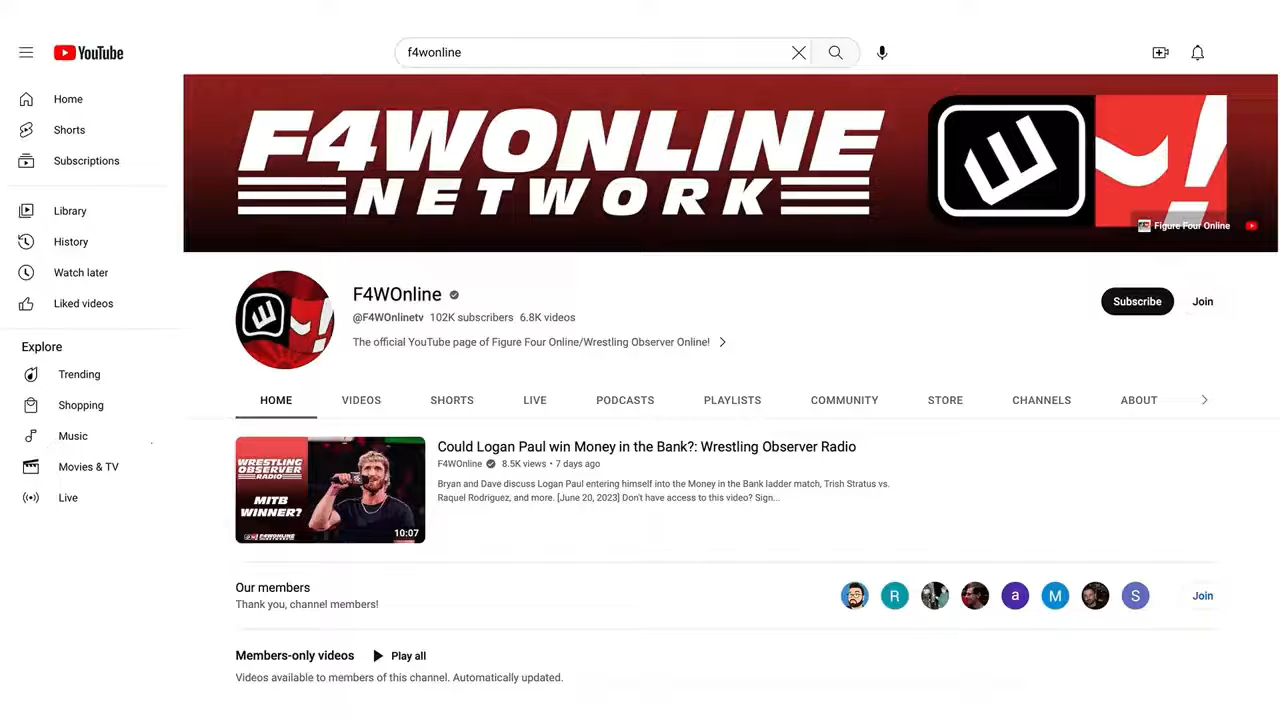 YouTube
f4wonline
Home
Shorts
Subscriptions
Library
History
Watch later
Liked videos
Explore
Trending
Shopping
Music
Movies & TV
Live
F4WONLINE
NETWORK
Figure Four Online
F4WOnline
@F4WOnlinetv 102K subscribers 6.8K videos
The official YouTube page of Figure Four Online/Wrestling Observer Online!
Subscribe
Join
HOME VIDEOS SHORTS LIVE PODCASTS PLAYLISTS COMMUNITY STORE CHANNELS ABOUT
WRESTLING
OBSERVER
RADIO
MITB
WINNER?
F4WONLINE
10:07
Could Logan Paul win Money in the Bank?: Wrestling Observer Radio
F4WOnline 8.5K views • 7 days ago
Bryan and Dave discuss Logan Paul entering himself into the Money in the Bank ladder match, Trish Stratus vs.
Raquel Rodriguez, and more. [June 20, 2023] Don't have access to this video? Sign...
Our members
Thank you, channel members!
R
a
M
S
Join
Members-only videos Play all
Videos available to members of this channel. Automatically updated.